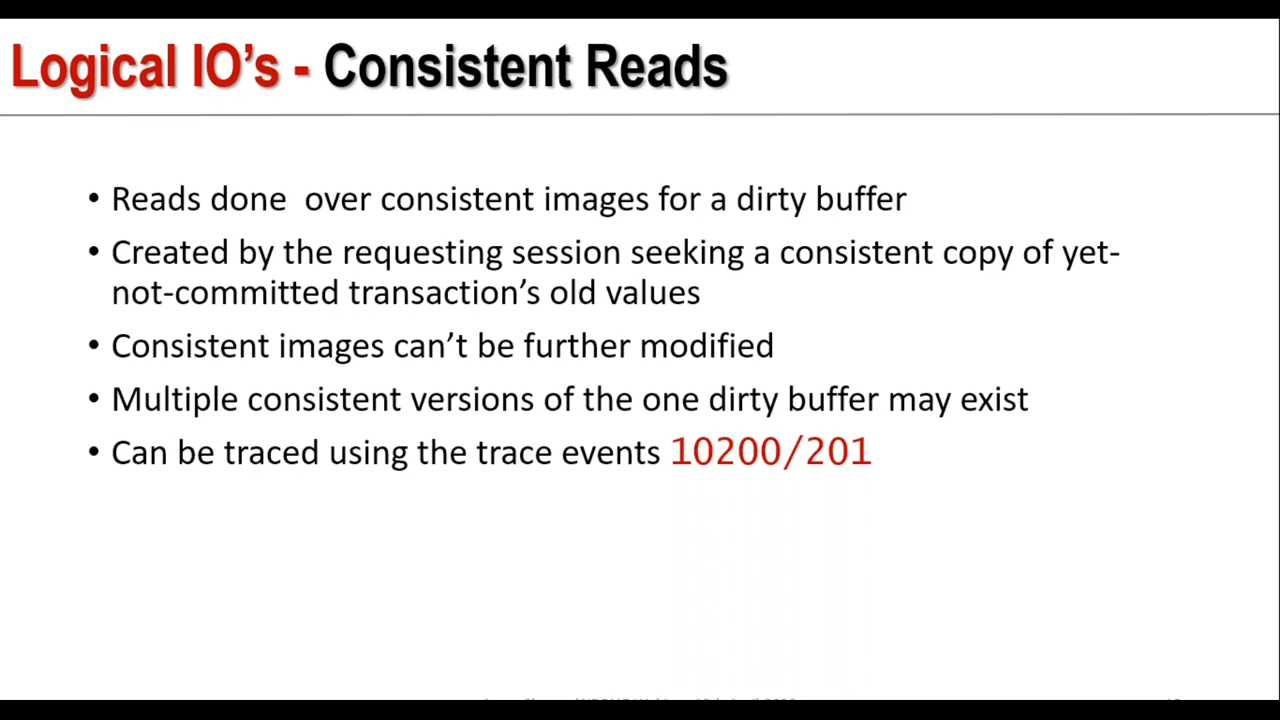 Logical IO's - Consistent Reads
• Reads done  over consistent images for a dirty buffer
• Created by the requesting session seeking a consistent copy of yet-
not-committed transaction's old values
• Consistent images can't be further modified
• Multiple consistent versions of the one dirty buffer may exist
• Can be traced using the trace events 10200/201